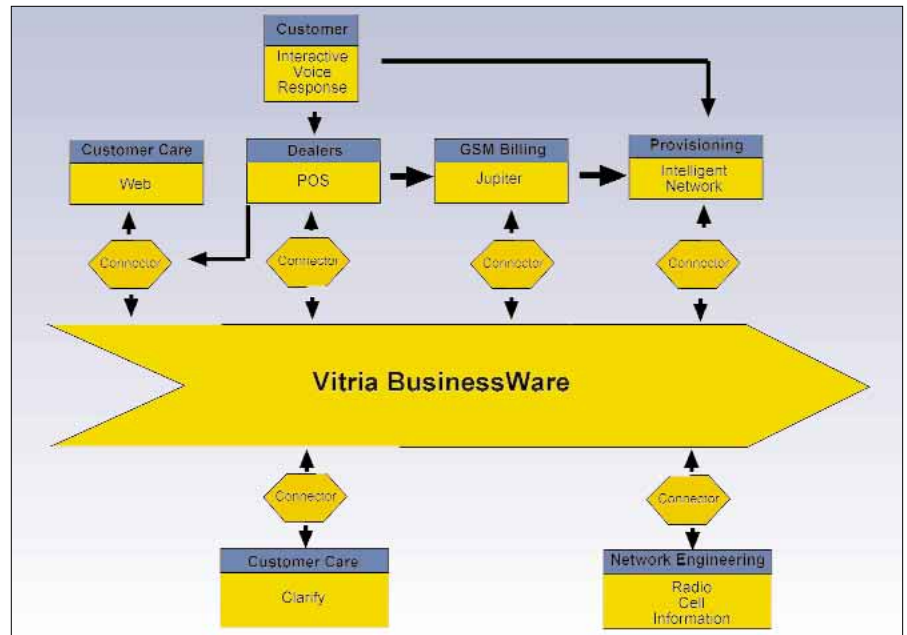 Customer
Interactive
Voice
Response
Customer Care
Web
Dealers
POS
GSM Billing
Jupiter
Provisioning
Intelligent
Network
Connector
Connector
Connector
Connector
Vitria BusinessWare
Connector
Connector
Customer Care
Clarify
Network Engineering
Radio
Cell
Information